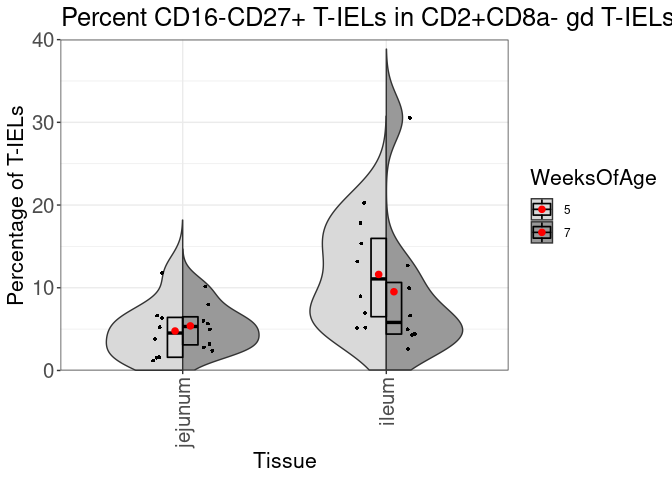 Percent CD16-CD27+ T-IELs in CD2+CD8a- gd T-IELs
Percentage of T-IELs
40
30
20
10
0
jejunum
ileum
Tissue
WeeksOfAge
5
7